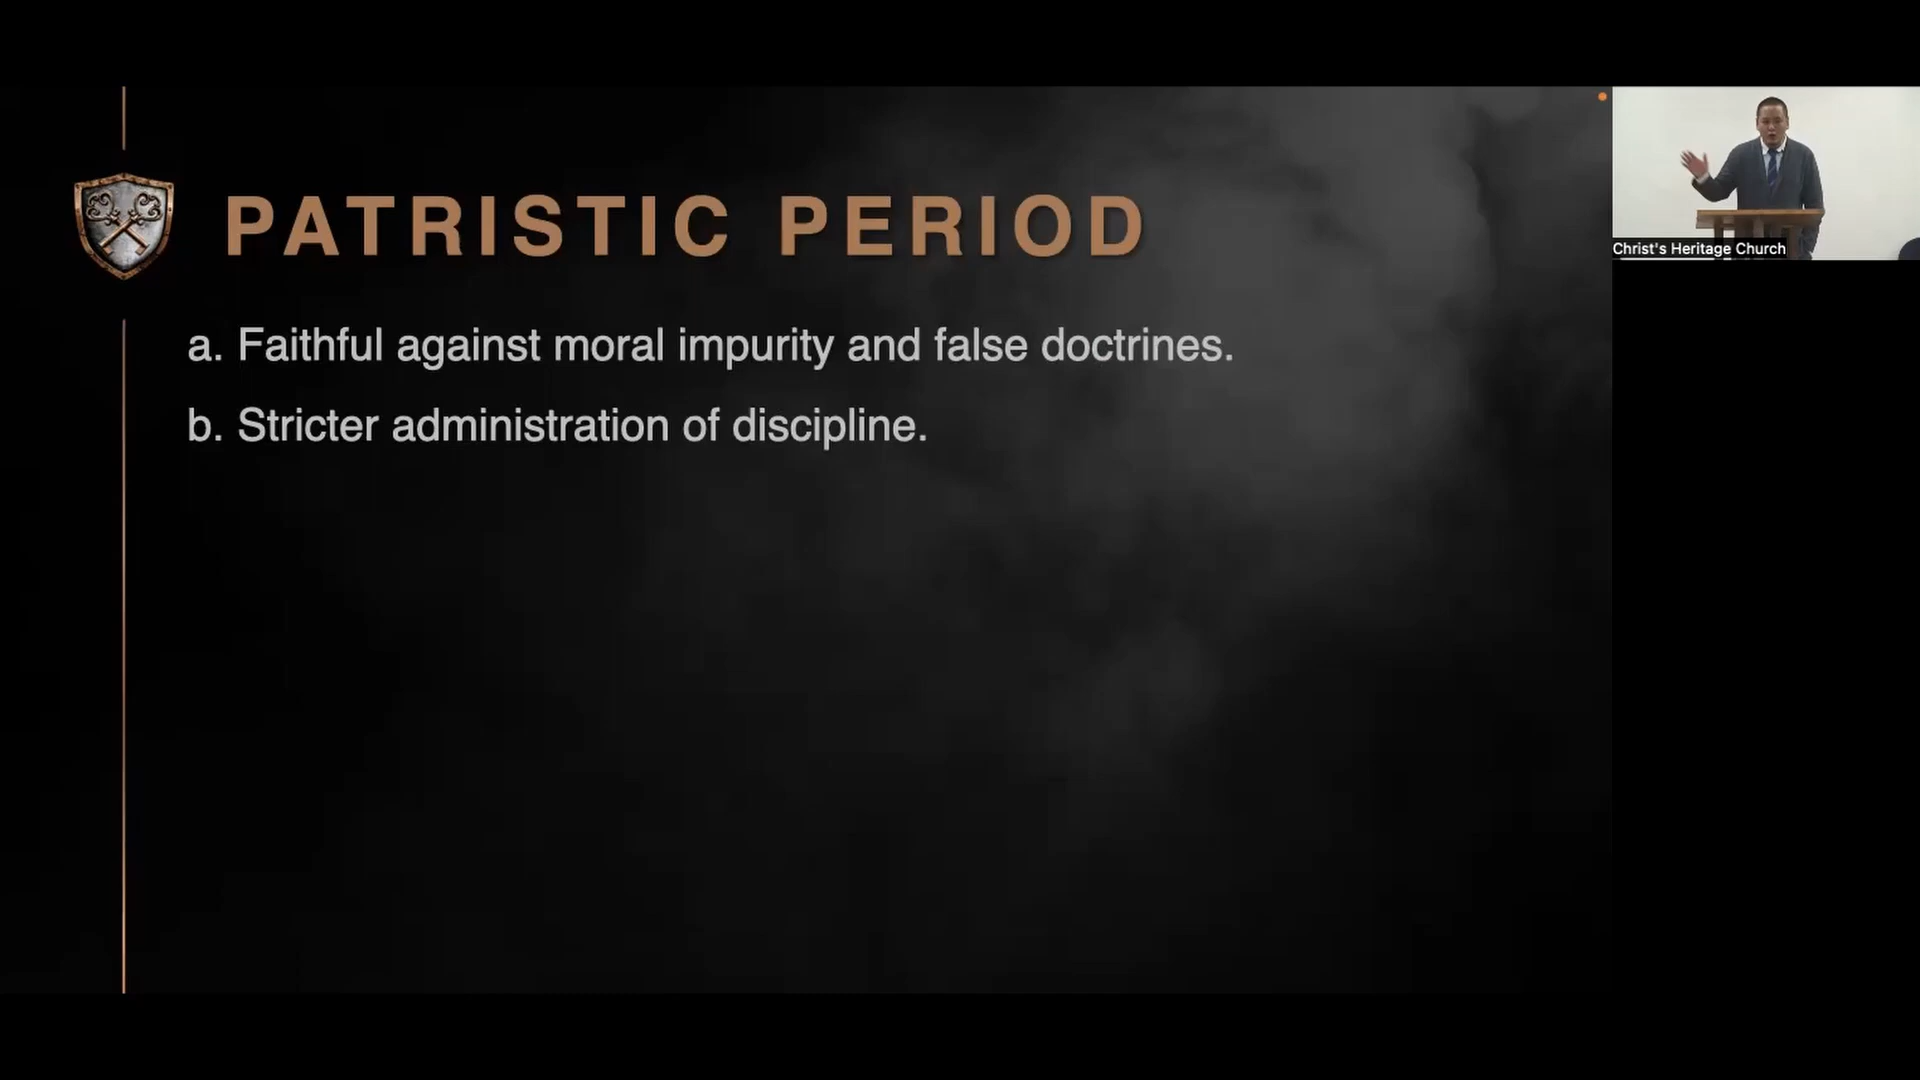 PATRISTIC PERIOD
a. Faithful against moral impurity and false doctrines.
b. Stricter administration of discipline.
Christ's Heritage Church